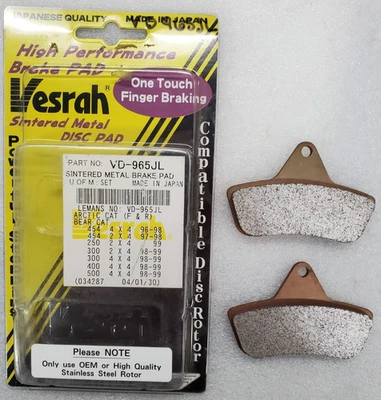 JAPANESE QUALITY MADE IN JAPAN
VD-965JL
High Performance
Brake PAD
Vesrah
One Touch
Finger Braking
Sintered Metal
DISC PAD
PART NO: VD-965JL
SINTERED METAL BRAKE PAD
U OF M: SET MADE IN JAPAN
LEMANS NO: VD-965JL
ARCTIC CAT (F & R)
BEAR CAT
454 4 X 4 96-98
454 2 X 4 97-98
250 2 X 4 99
300 2 X 4 98-99
300 4 X 4 98-99
400 4 X 4 98-99
500 4 X 4 98-99
(034287 04/01/30)
Compatible Disc Rotor
Please NOTE
Only use OEM or High Quality
Stainless Steel Rotor